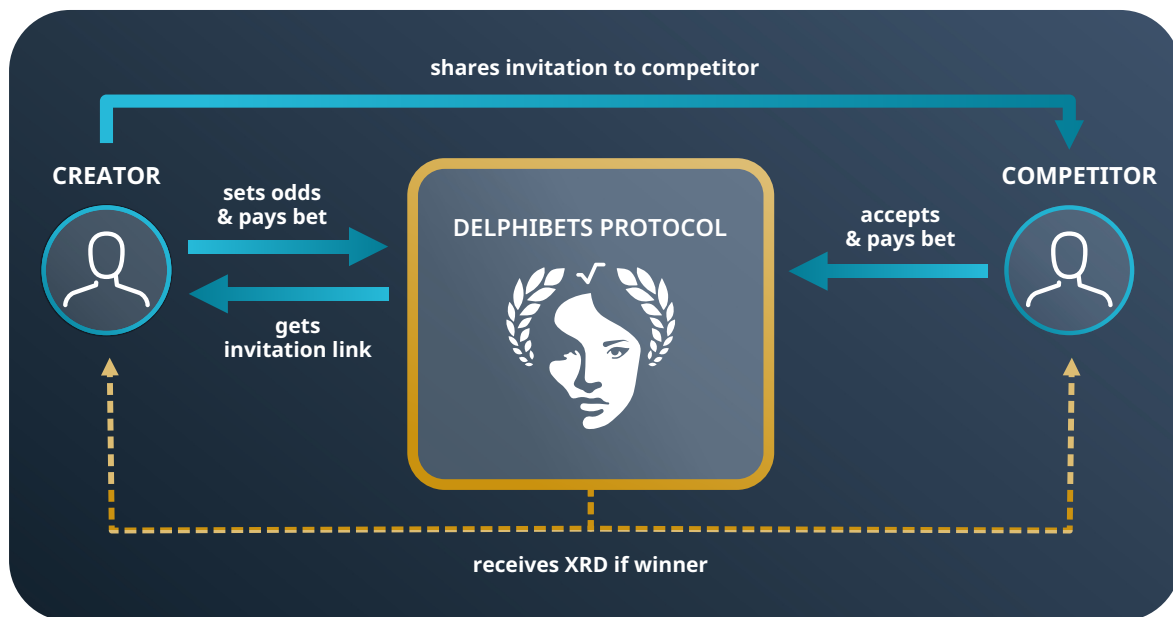 shares invitation to competitor
CREATOR
COMPETITOR
sets odds
& pays bet
DELPHIBETS PROTOCOL
accepts
& pays bet
gets
invitation link
receives XRD if winner